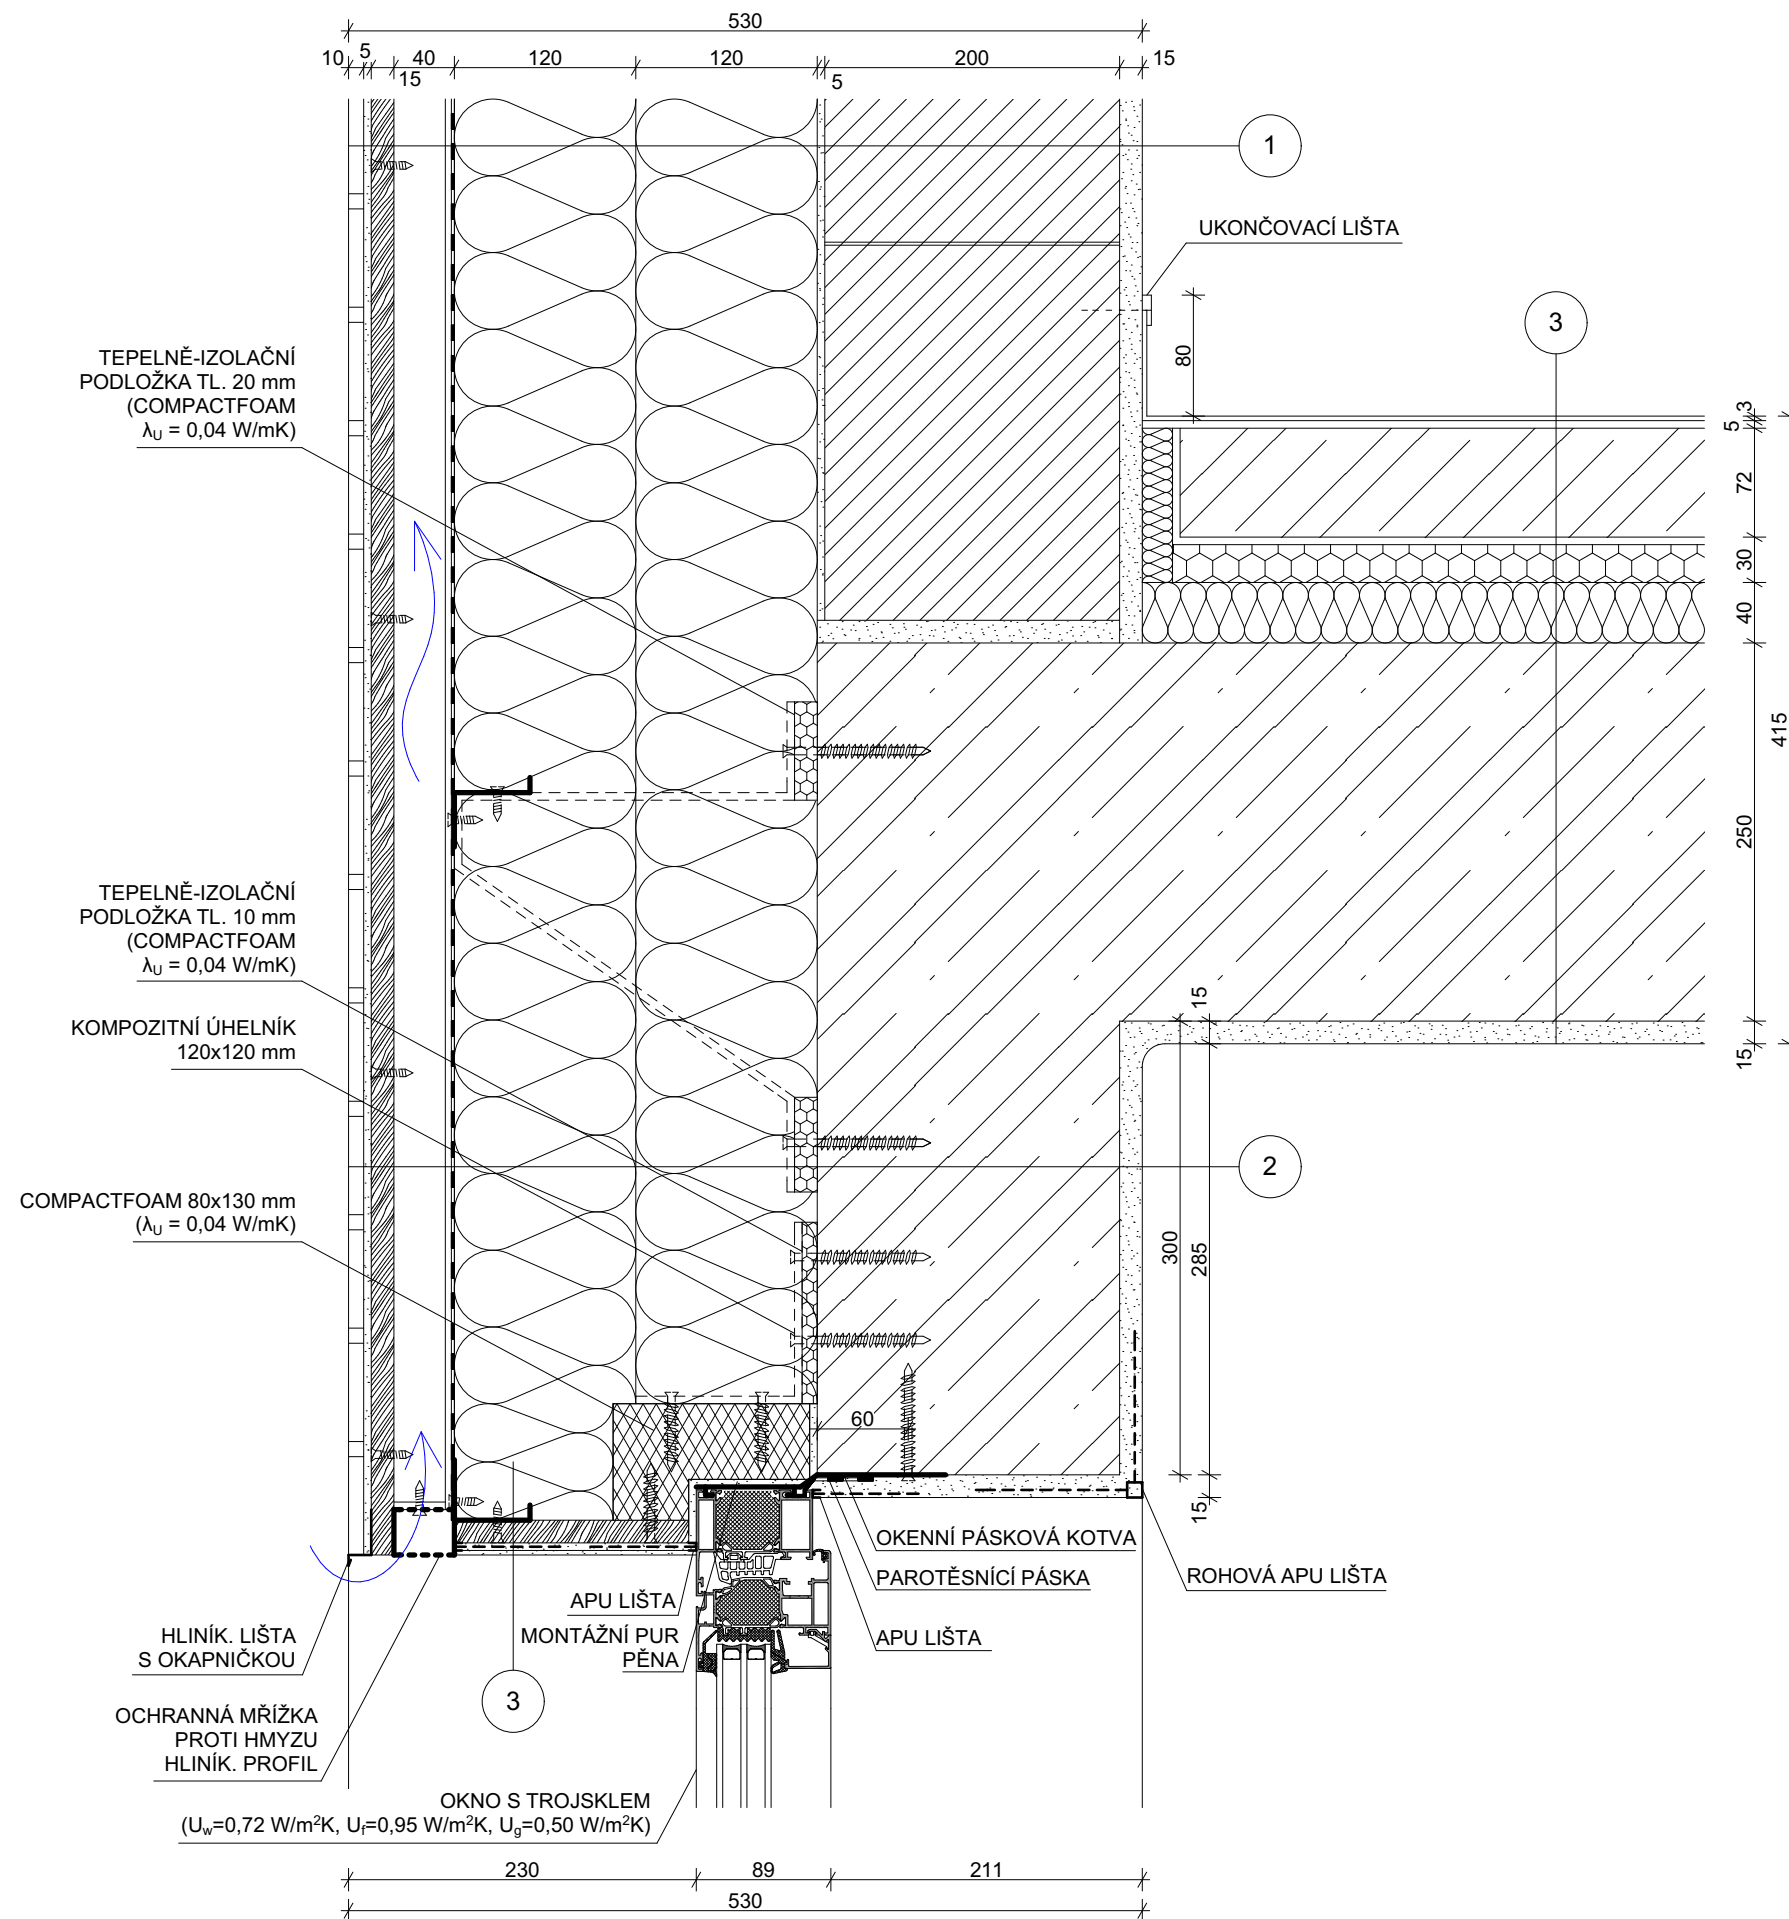 530
10
5
15
40
120
120
5
200
15
1
UKONČOVACÍ LIŠTA
3
80
TEPELNĚ-IZOLAČNÍ
PODLOŽKA TL. 20 mm
(COMPACTFOAM
λU = 0,04 W/mK)
3
5
72
30
40
415
250
15
TEPELNĚ-IZOLAČNÍ
PODLOŽKA TL. 10 mm
(COMPACTFOAM
λU = 0,04 W/mK)
15
KOMPOZITNÍ ÚHELNÍK
120x120 mm
2
COMPACTFOAM 80x130 mm
(λU = 0,04 W/mK)
300
285
60
15
OKENNÍ PÁSKOVÁ KOTVA
PAROTĚSNÍCÍ PÁSKA
ROHOVÁ APU LIŠTA
APU LIŠTA
APU LIŠTA
MONTÁŽNÍ PUR
PĚNA
HLINÍK. LIŠTA
S OKAPNIČKOU
3
OCHRANNÁ MŘÍŽKA
PROTI HMYZU
HLINÍK. PROFIL
OKNO S TROJSKLEM
(Uw=0,72 W/m²K, Uf=0,95 W/m²K, Ug=0,50 W/m²K)
230
89
211
530